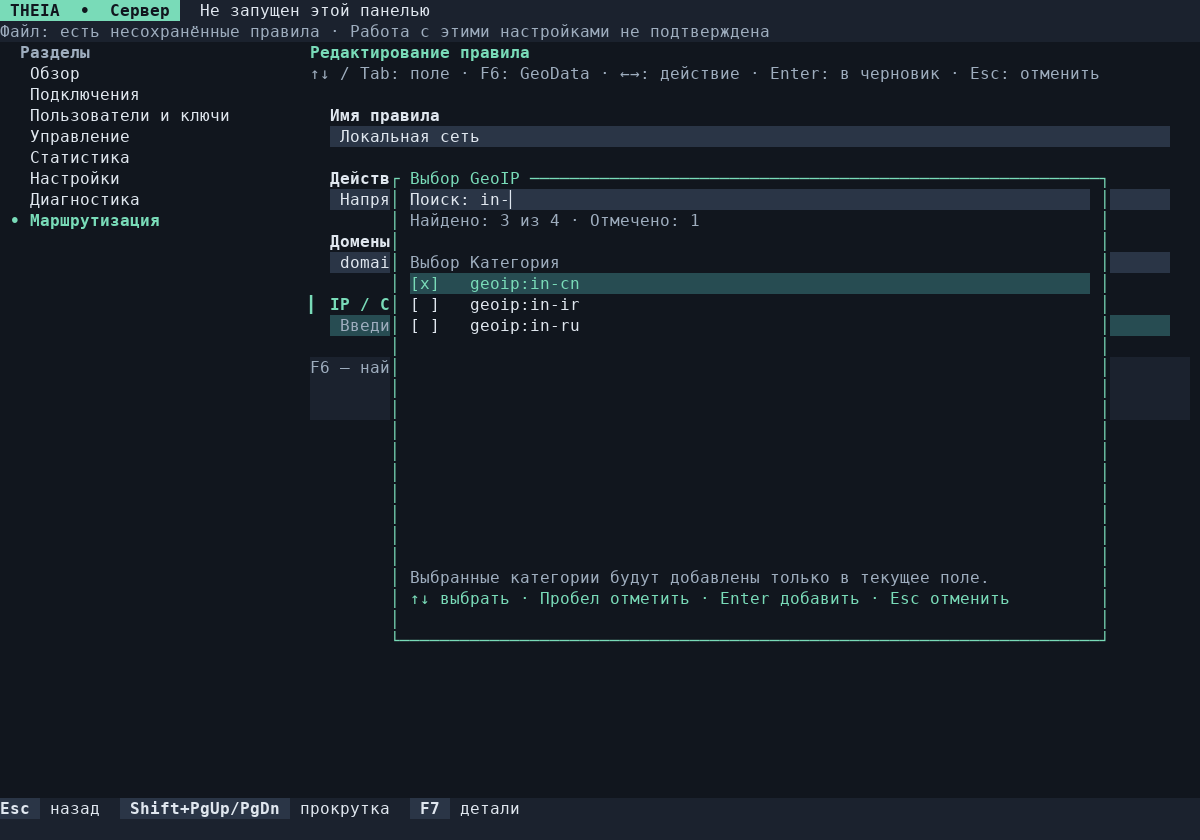 THEIA • Сервер Не запущен этой панелью
Файл: есть несохранённые правила · Работа с этими настройками не подтверждена
Разделы
Обзор
Подключения
Пользователи и ключи
Управление
Статистика
Настройки
Диагностика
• Маршрутизация
Редактирование правила
↑↓ / Tab: поле · F6: GeoData · ←→: действие · Enter: в черновик · Esc: отменить
Имя правила
Локальная сеть
Действ
Напря
Домены
domai
IP / C
Введи
F6 — най
Выбор GeoIP
Поиск: in-
Найдено: 3 из 4 · Отмечено: 1
Выбор Категория
[x] geoip:in-cn
[ ] geoip:in-ir
[ ] geoip:in-ru
Выбранные категории будут добавлены только в текущее поле.
↑↓ выбрать · Пробел отметить · Enter добавить · Esc отменить
Esc назад Shift+PgUp/PgDn прокрутка F7 детали